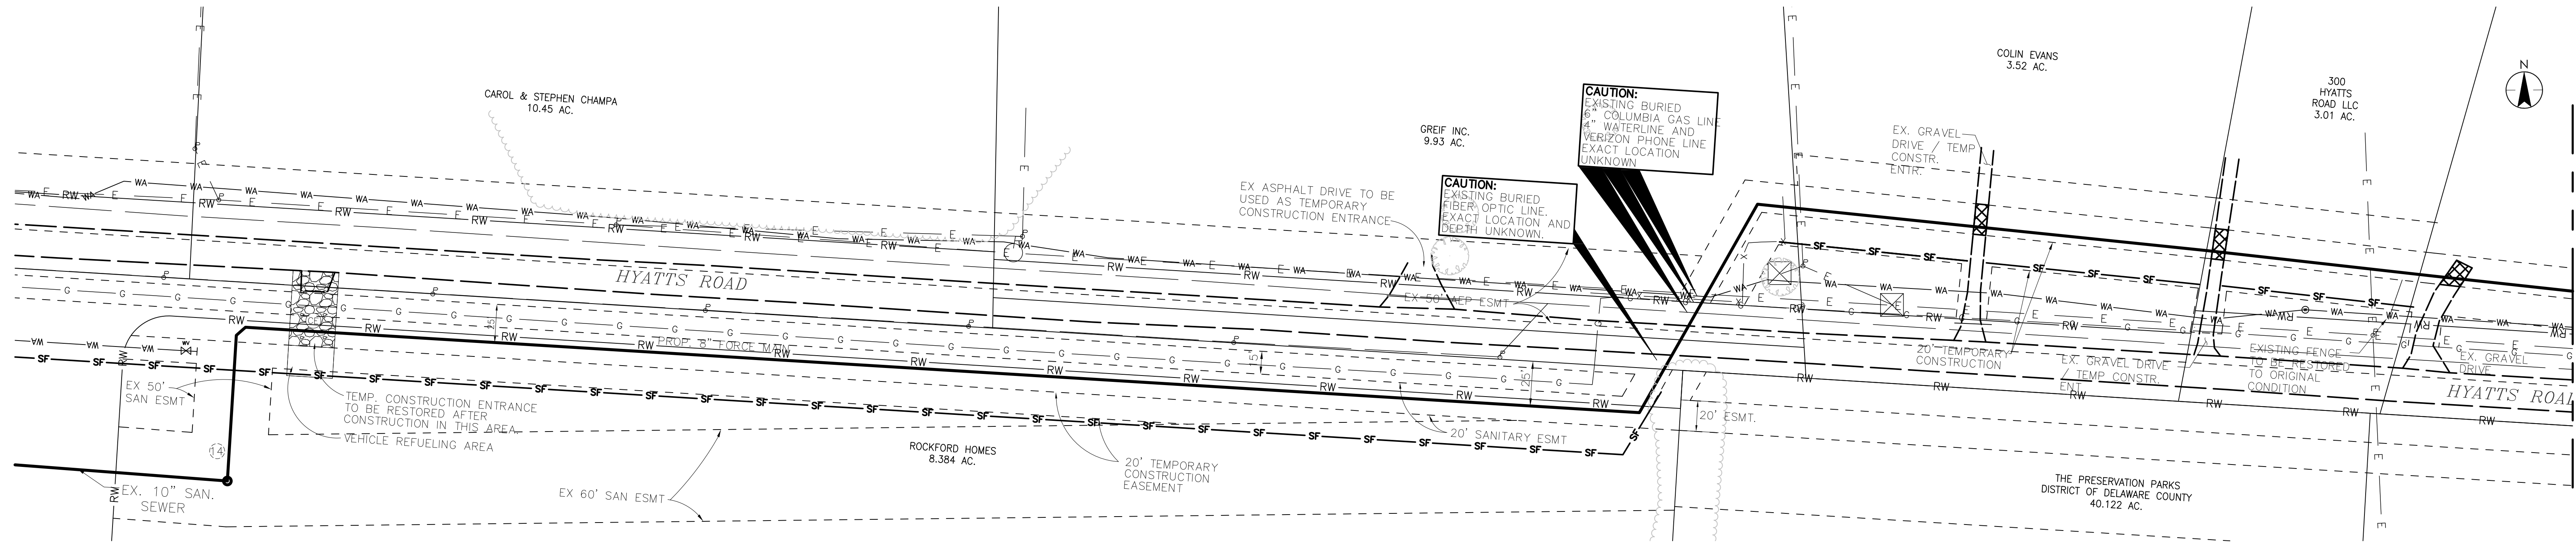 CAROL & STEPHEN CHAMPA
10.45 AC.
GREIF INC.
9.93 AC.
CAUTION:
EXISTING BURIED
6" COLUMBIA GAS LINE
4" WATERLINE AND
VERIZON PHONE LINE
EXACT LOCATION
UNKNOWN
CAUTION:
EXISTING BURIED
FIBER OPTIC LINE.
EXACT LOCATION AND
DEPTH UNKNOWN.
COLIN EVANS
3.52 AC.
300
HYATTS
ROAD LLC
3.01 AC.
N
EX. GRAVEL
DRIVE / TEMP
CONSTR.
ENTR.
EX ASPHALT DRIVE TO BE
USED AS TEMPORARY
CONSTRUCTION ENTRANCE
EX 50' AEP ESMT
HYATTS ROAD
25'
PROP. 8" FORCE MAIN
15'
25'
20' TEMPORARY
CONSTRUCTION
EX. GRAVEL DRIVE
/ TEMP CONSTR.
ENT.
EXISTING FENCE
TO BE RESTORED
TO ORIGINAL
CONDITION
EX. GRAVEL
DRIVE
HYATTS ROAD
WV
CE
EX 50'
SAN ESMT
TEMP. CONSTRUCTION ENTRANCE
TO BE RESTORED AFTER
CONSTRUCTION IN THIS AREA.
VEHICLE REFUELING AREA
14
EX. 10" SAN.
SEWER
EX 60' SAN ESMT
ROCKFORD HOMES
8.384 AC.
20' TEMPORARY
CONSTRUCTION
EASEMENT
20' SANITARY ESMT
20' ESMT.
THE PRESERVATION PARKS
DISTRICT OF DELAWARE COUNTY
40.122 AC.